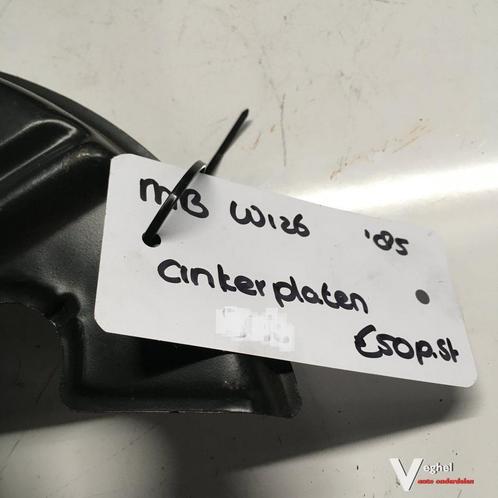 MB W126 '85
ankerplaten
€50p.st
Veghel
auto onderdelen